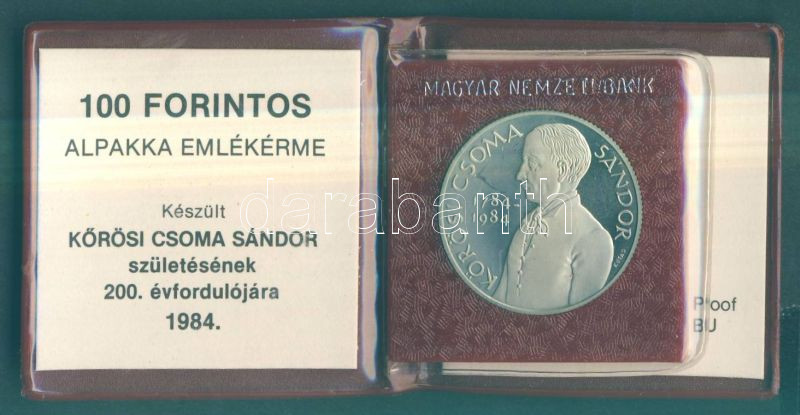 100 FORINTOS
ALPAKKA EMLÉKÉRME
Készült
KŐRÖSI CSOMA SÁNDOR
születésének
200. évfordulójára
1984.
MAGYAR NEMZETI BANK
KŐRÖSI CSOMA
SÁNDOR
1784
1984
Proof
BU
darabanth